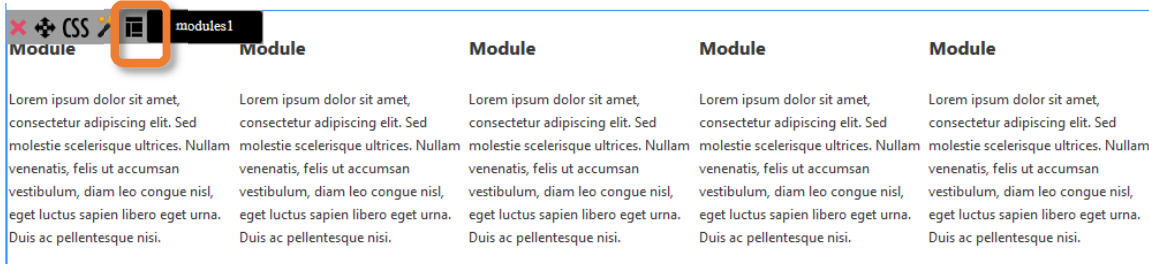 CSS modules1
Module Module Module Module Module
Lorem ipsum dolor sit amet, Lorem ipsum dolor sit amet, Lorem ipsum dolor sit amet, Lorem ipsum dolor sit amet, Lorem ipsum dolor sit amet,
consectetur adipiscing elit. Sed consectetur adipiscing elit. Sed consectetur adipiscing elit. Sed consectetur adipiscing elit. Sed consectetur adipiscing elit. Sed
molestie scelerisque ultrices. Nullam molestie scelerisque ultrices. Nullam molestie scelerisque ultrices. Nullam molestie scelerisque ultrices. Nullam molestie scelerisque ultrices. Nullam
venenatis, felis ut accumsan venenatis, felis ut accumsan venenatis, felis ut accumsan venenatis, felis ut accumsan venenatis, felis ut accumsan
vestibulum, diam leo congue nisl, vestibulum, diam leo congue nisl, vestibulum, diam leo congue nisl, vestibulum, diam leo congue nisl, vestibulum, diam leo congue nisl,
eget luctus sapien libero eget urna. eget luctus sapien libero eget urna. eget luctus sapien libero eget urna. eget luctus sapien libero eget urna. eget luctus sapien libero eget urna.
Duis ac pellentesque nisi. Duis ac pellentesque nisi. Duis ac pellentesque nisi. Duis ac pellentesque nisi. Duis ac pellentesque nisi.